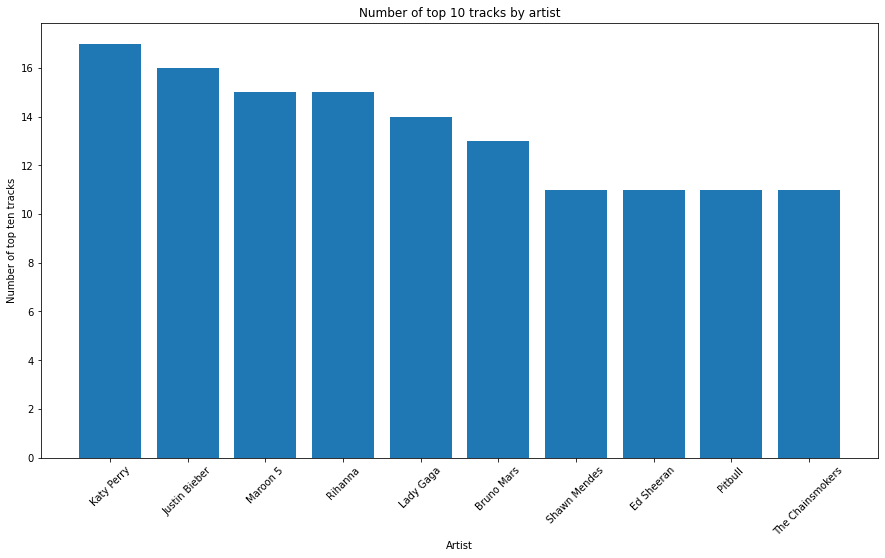 Number of top 10 tracks by artist
Number of top ten tracks
16
14
12
10
8
6
4
2
0
Katy Perry
Justin Bieber
Maroon 5
Rihanna
Lady Gaga
Bruno Mars
Shawn Mendes
Ed Sheeran
Pitbull
The Chainsmokers
Artist